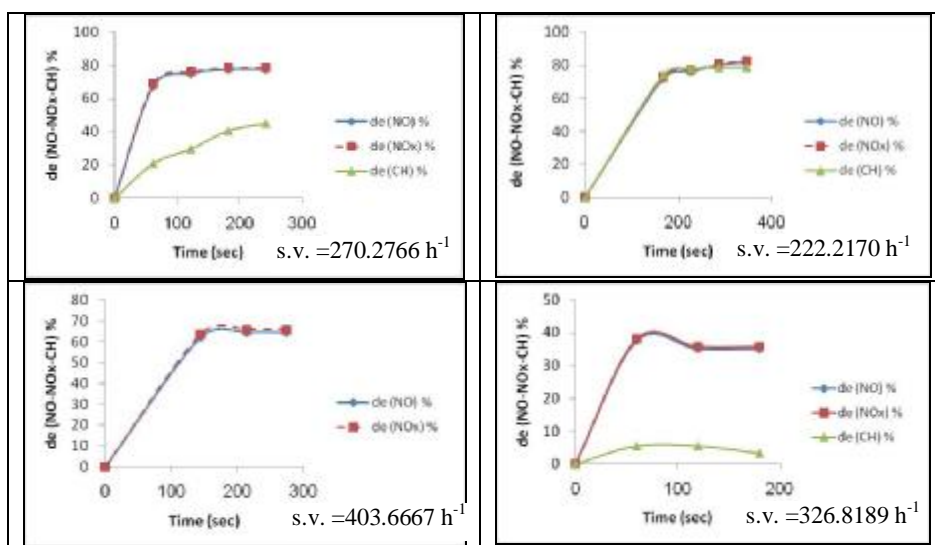 de (NO-NOx-CH) %
100
80
60
40
20
0
0 100 200 300
Time (sec)
de (NO) %
de (NOx) %
de (CH) %
s.v. =270.2766 h-1
de (NO-NOx-CH) %
100
80
60
40
20
0
0 200 400
Time (sec)
de (NO) %
de (NOx) %
de (CH) %
s.v. =222.2170 h-1
de (NO-NOx-CH) %
80
70
60
50
40
30
20
10
0
0 100 200 300
Time (sec)
de (NO) %
de (NOx) %
s.v. =403.6667 h-1
de (NO-NOx-CH) %
50
40
30
20
10
0
0 100 200
Time (sec)
de (NO) %
de (NOx) %
de (CH) %
s.v. =326.8189 h-1